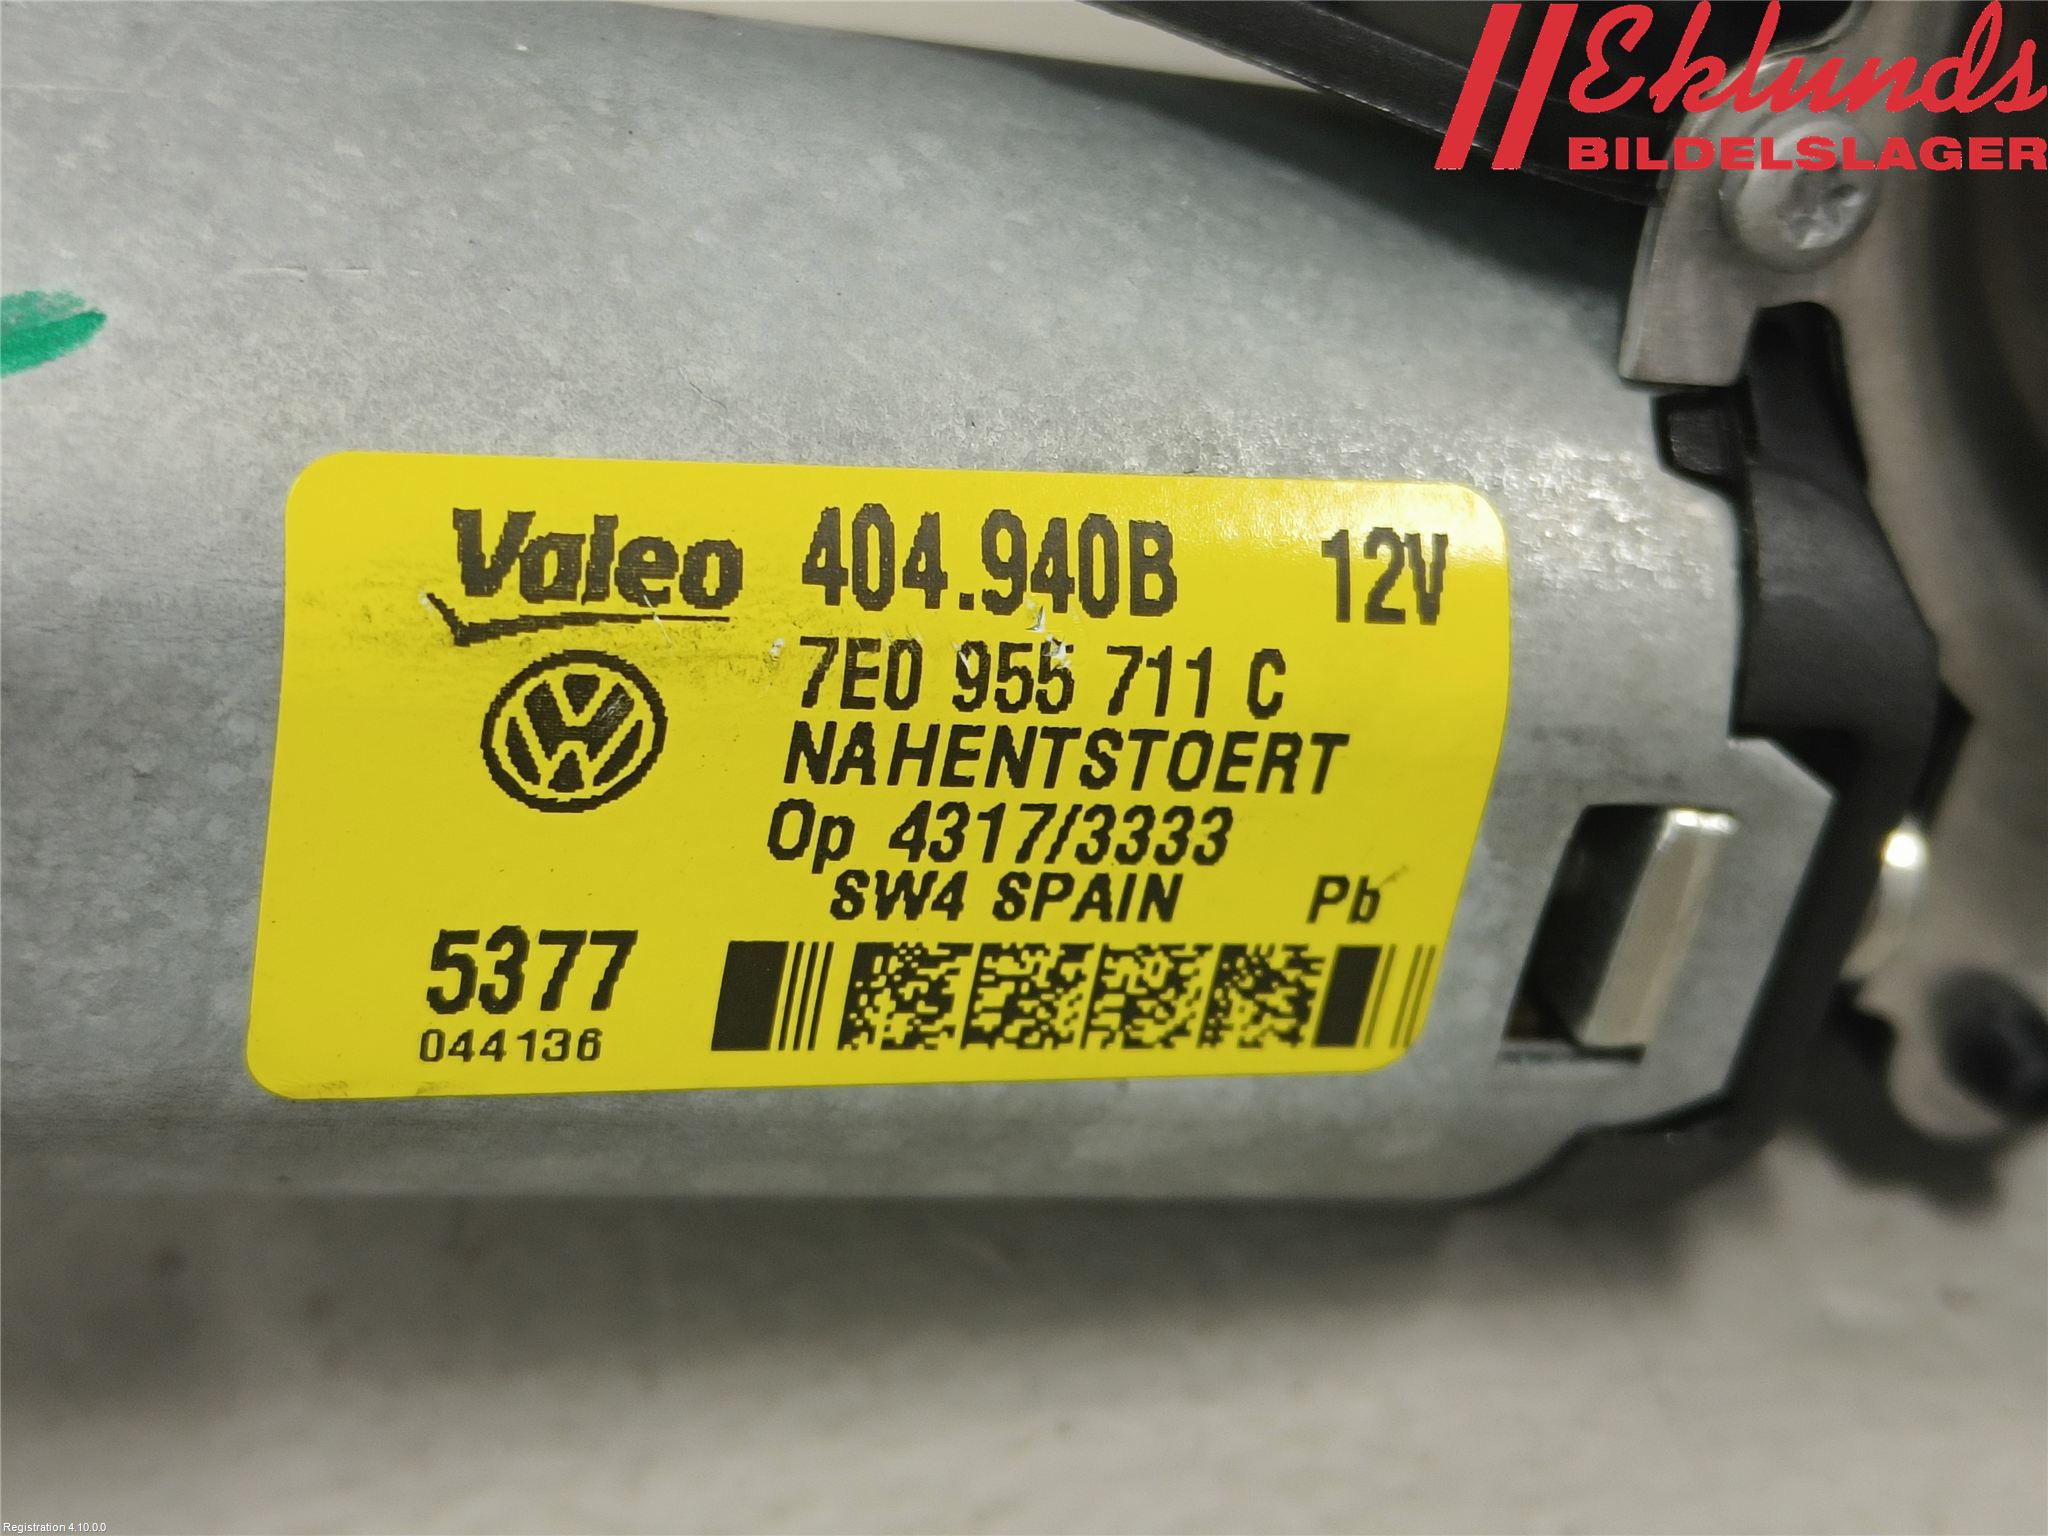 Eklunds
BILDELSLAGER
Valeo 404.940B 12V
7E0 955 711 C
NAHENTSTOERT
Op 4317/3333
SW4 SPAIN Pb
5377
044136
Registration 4.10.0.0